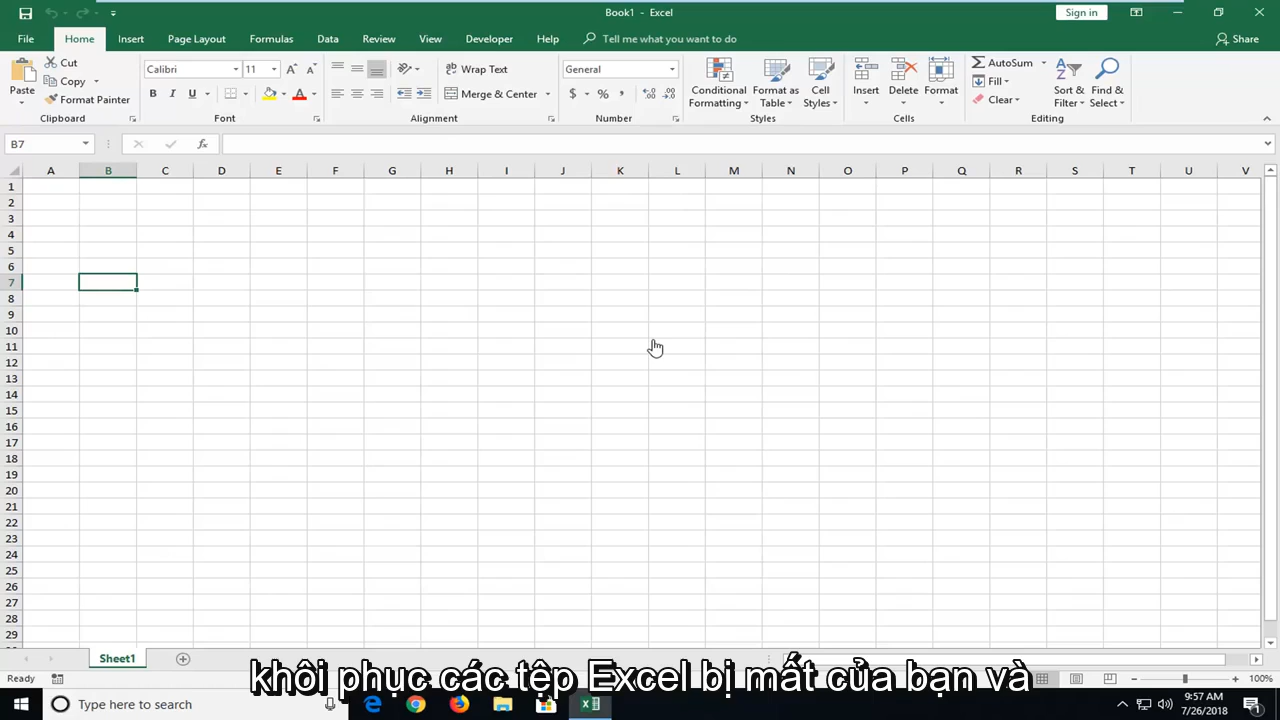 Book1 - Excel
Sign in
File Home Insert Page Layout Formulas Data Review View Developer Help Tell me what you want to do Share
Paste
Cut
Copy
Format Painter
Calibri 11
B I U
Wrap Text
Merge & Center
General
$ % ,
Conditional Formatting
Format as Table
Cell Styles
Insert
Delete
Format
AutoSum
Fill
Clear
Sort & Filter
Find & Select
Clipboard Font Alignment Number Styles Cells Editing
B7 fx
A B C D E F G H I J K L M N O P Q R S T U V
1
2
3
4
5
6
7
8
9
10
11
12
13
14
15
16
17
18
19
20
21
22
23
24
25
26
27
28
29
Sheet1
Ready 100%
khôi phục các tệp Excel bị mất của bạn và
Type here to search
9:57 AM
7/26/2018
1